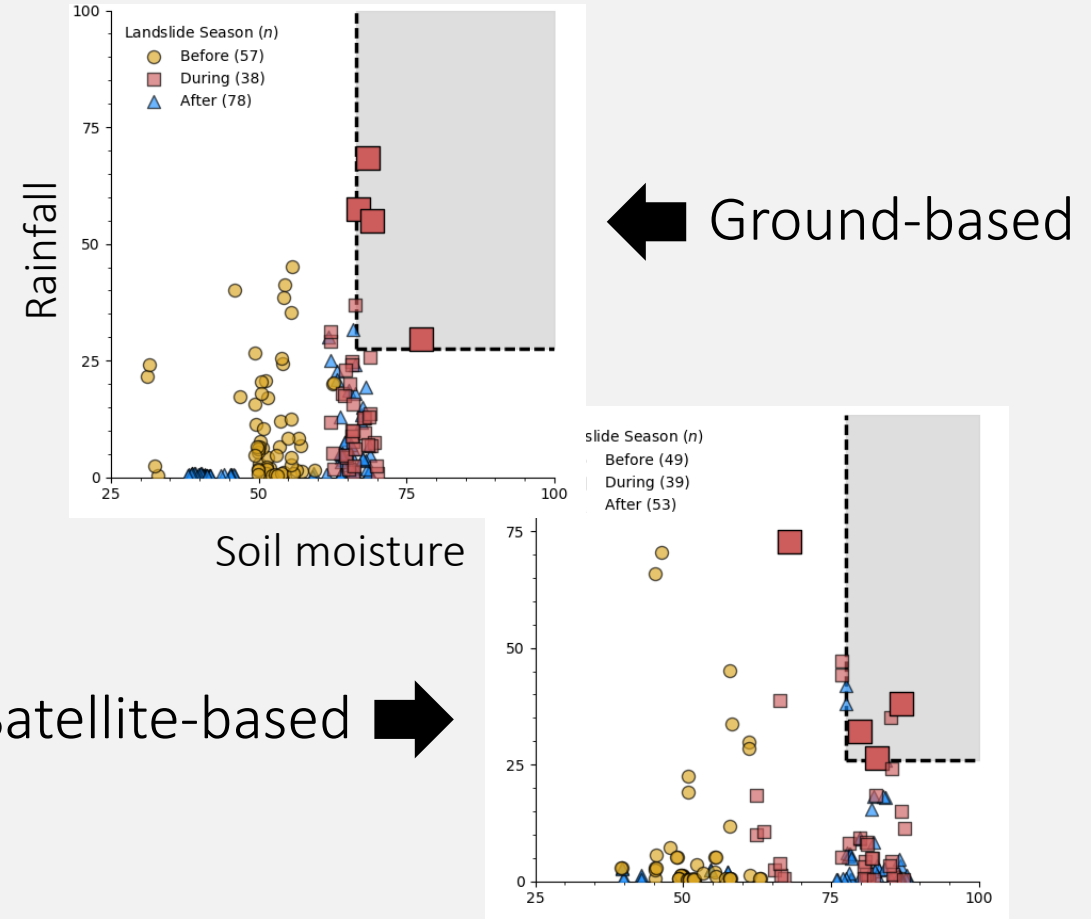 100
Landslide Season (n)
Before (57)
During (38)
After (78)
75
50
25
0
25
50
75
100
Rainfall
Ground-based
Soil moisture
slide Season (n)
Before (49)
During (39)
After (53)
75
50
25
0
25
50
75
100
atellite-based